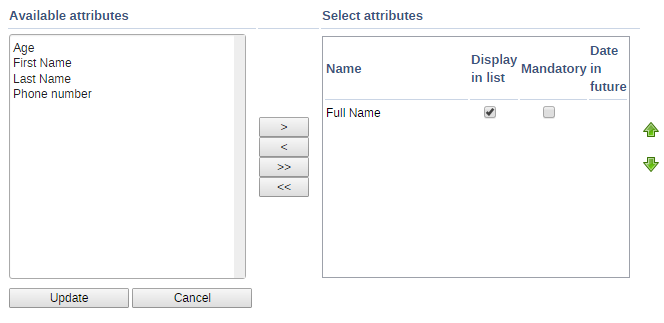 Available attributes
Age
First Name
Last Name
Phone number
>
<
>>
<<
Select attributes
Name
Display in list
Mandatory
Date in future
Full Name
Update
Cancel